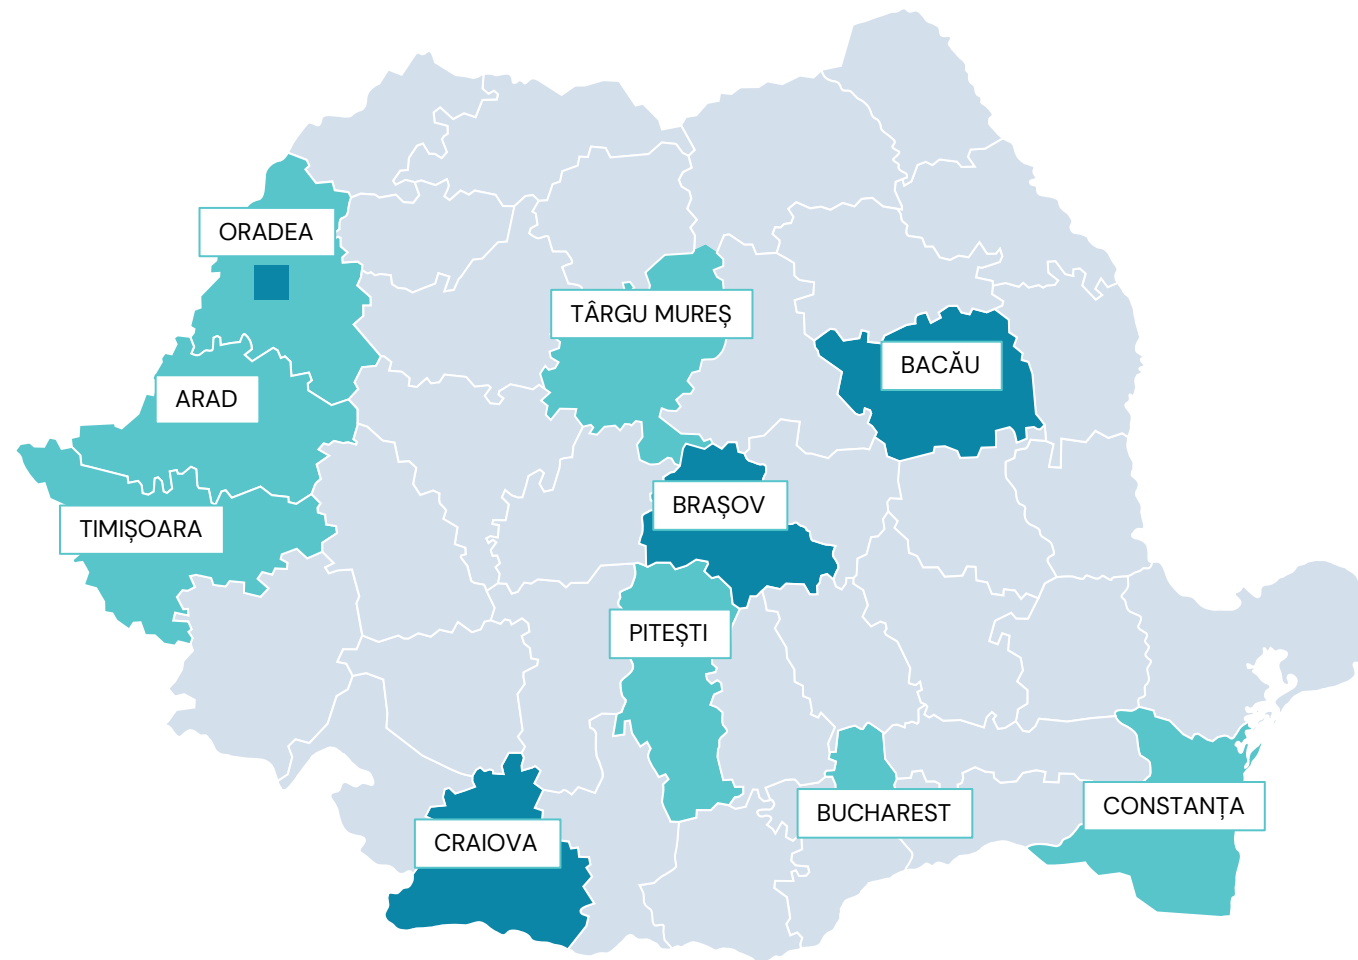 ORADEA
TÂRGU MUREȘ
BACĂU
ARAD
BRAȘOV
TIMIȘOARA
PITEȘTI
CONSTANȚA
BUCHAREST
CRAIOVA